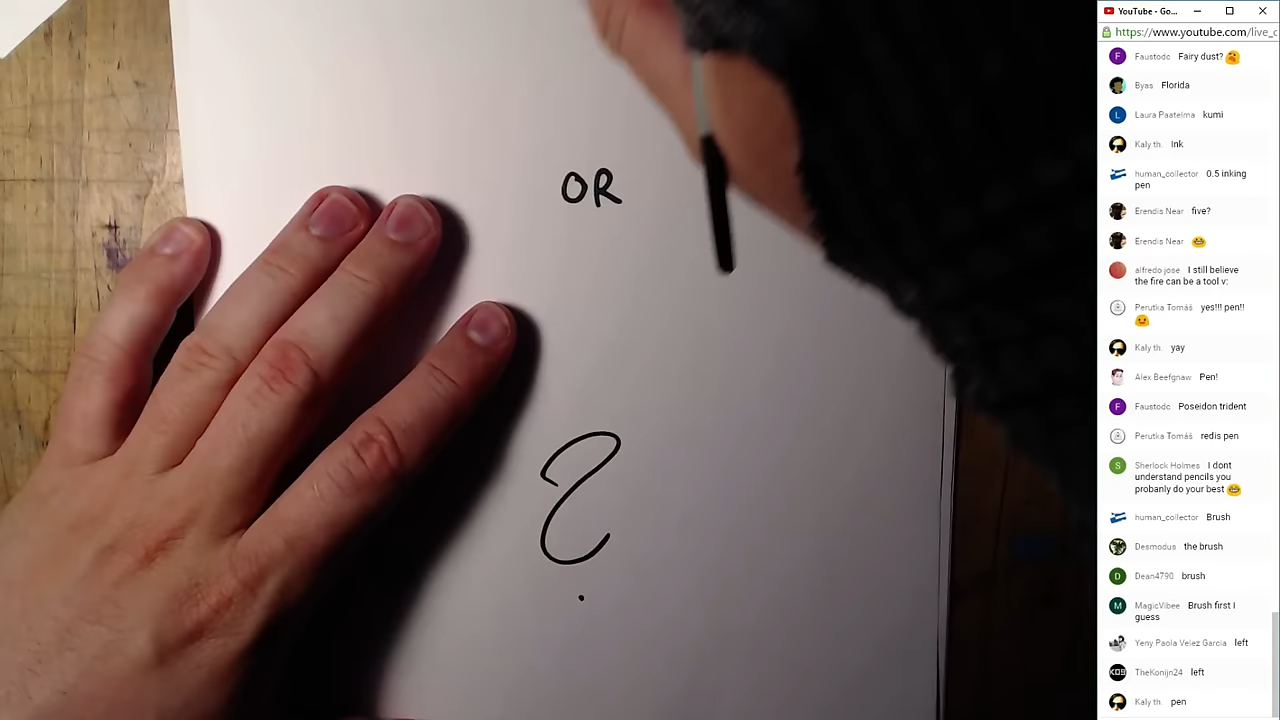 OR
?
YouTube - Go...
https://www.youtube.com/live_c
Faustodc Fairy dust?
Byas Florida
Laura Paatelma kumi
Kaly th. Ink
human_collector 0.5 inking
pen
Erendis Near five?
Erendis Near
alfredo jose I still believe
the fire can be a tool v:
Perutka Tomáš yes!!! pen!!
Kaly th. yay
Alex Beefgnaw Pen!
Faustodc Poseidon trident
Perutka Tomáš redis pen
Sherlock Holmes I dont
understand pencils you
probanly do your best
human_collector Brush
Desmodus the brush
Dean4790 brush
MagicVibee Brush first I
guess
Yeny Paola Velez Garcia left
TheKonijn24 left
Kaly th. pen